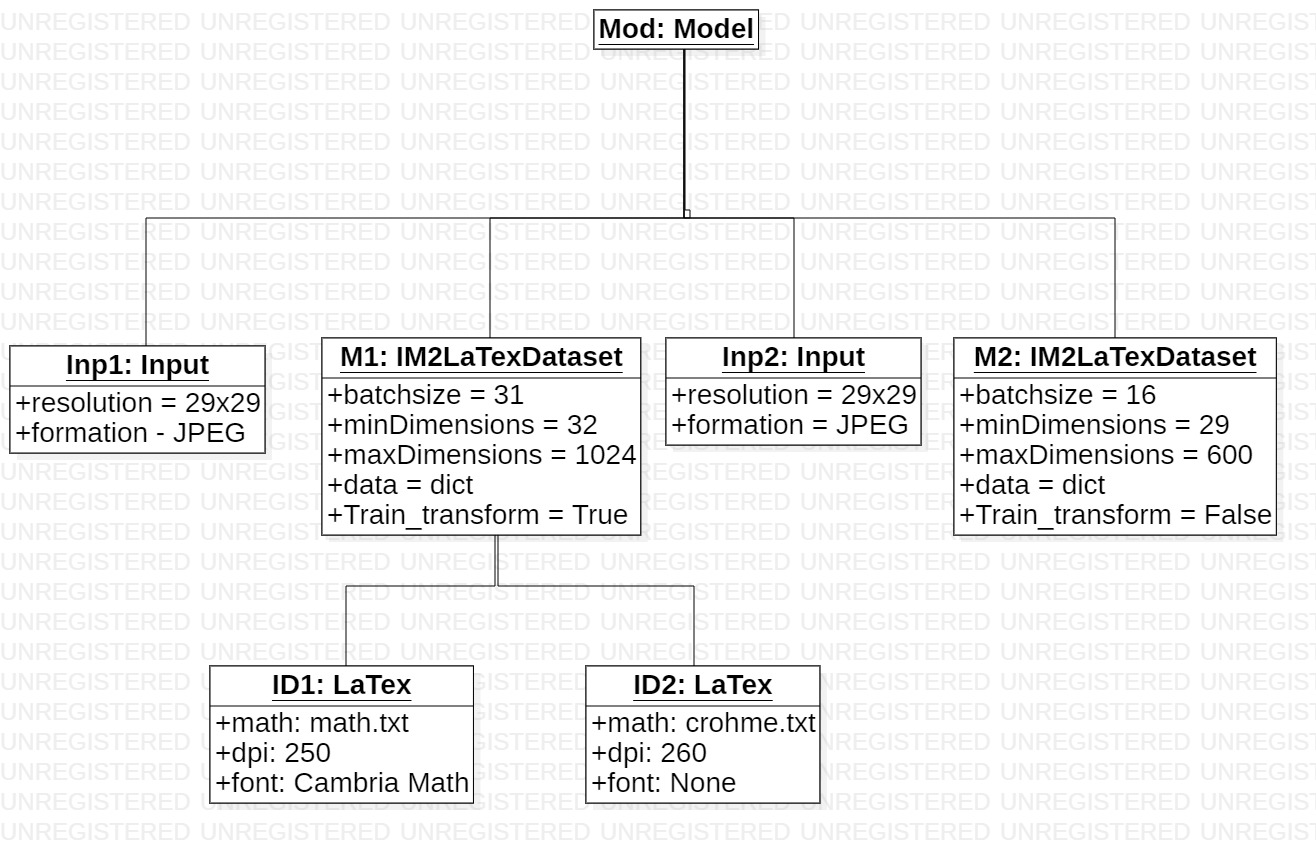 Mod: Model
Inp1: Input
+resolution = 29x29
+formation - JPEG
M1: IM2LaTexDataset
+batchsize = 31
+minDimensions = 32
+maxDimensions = 1024
+data = dict
+Train_transform = True
Inp2: Input
+resolution = 29x29
+formation = JPEG
M2: IM2LaTexDataset
+batchsize = 16
+minDimensions = 29
+maxDimensions = 600
+data = dict
+Train_transform = False
ID1: LaTex
+math: math.txt
+dpi: 250
+font: Cambria Math
ID2: LaTex
+math: crohme.txt
+dpi: 260
+font: None
UNREGISTERED